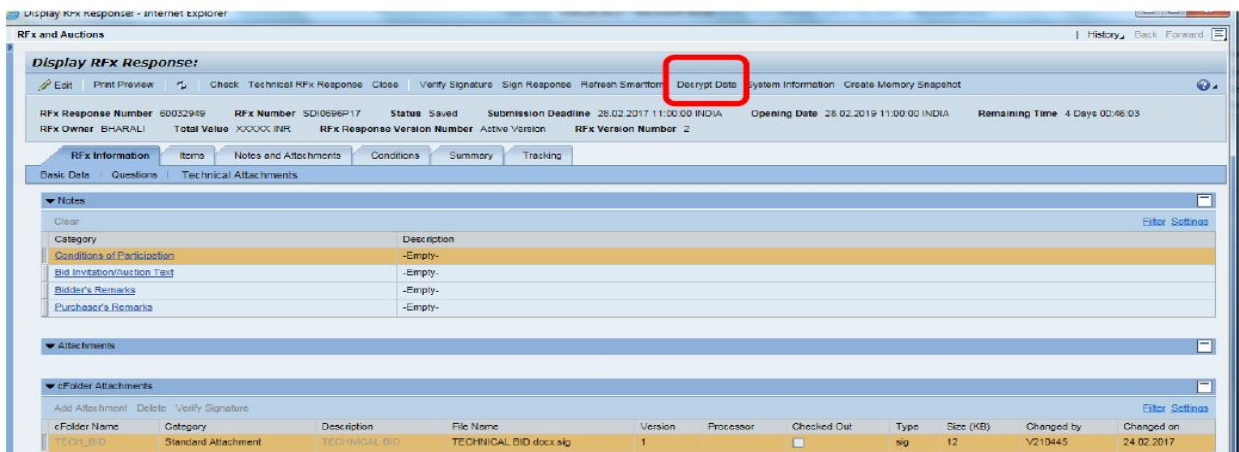 Display RFx Response: - Internet Explorer
RFx and Auctions
History Back Forward
Display RFx Response:
Edit Print Preview Check Technical RFx Response Close Verify Signature Sign Response Refresh Smartform Decrypt Data System Information Create Memory Snapshot
RFx Response Number 60032949 RFx Number SDI0696P17 Status Saved Submission Deadline 28.02.2017 11:00:00 INDIA Opening Date 28.02.2019 11:00:00 INDIA Remaining Time 4 Days 00:46:03
RFx Owner BHARALI Total Value XXXXX INR RFx Response Version Number Active Version RFx Version Number 2
RFx Information Items Notes and Attachments Conditions Summary Tracking
Basic Data Questions Technical Attachments
Notes
Clear Filter Settings
Category Description
Conditions of Participation -Empty-
Bid Invitation/Auction Text -Empty-
Bidder's Remarks -Empty-
Purchaser's Remarks -Empty-
Attachments
cFolder Attachments
Add Attachment Delete Verify Signature Filter Settings
cFolder Name Category Description File Name Version Processor Checked Out Type Size (KB) Changed by Changed on
TECH_BID Standard Attachment TECHNICAL BID TECHNICAL BID.docx.sig 1 sig 12 V210445 24.02.2017